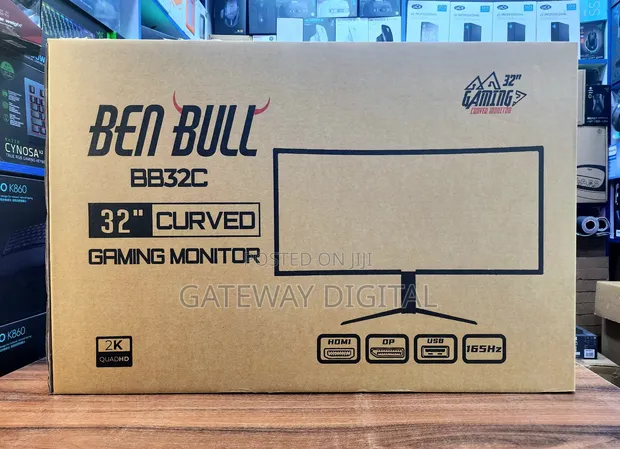 BEN BULL
BB32C
32" CURVED
GAMING MONITOR
32"
GAMING
CURVED MONITOR
2K
QUADHD
HDMI
DP
USB
165Hz
POSTED ON JIJI
GATEWAY DIGITAL
CYNOSA
K860
K860